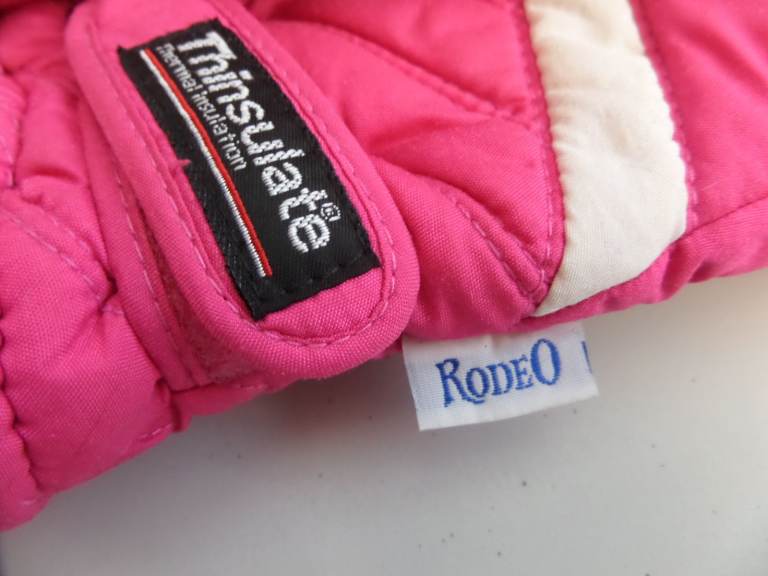 Thinsulate®
Thermal Insulation
RODEO